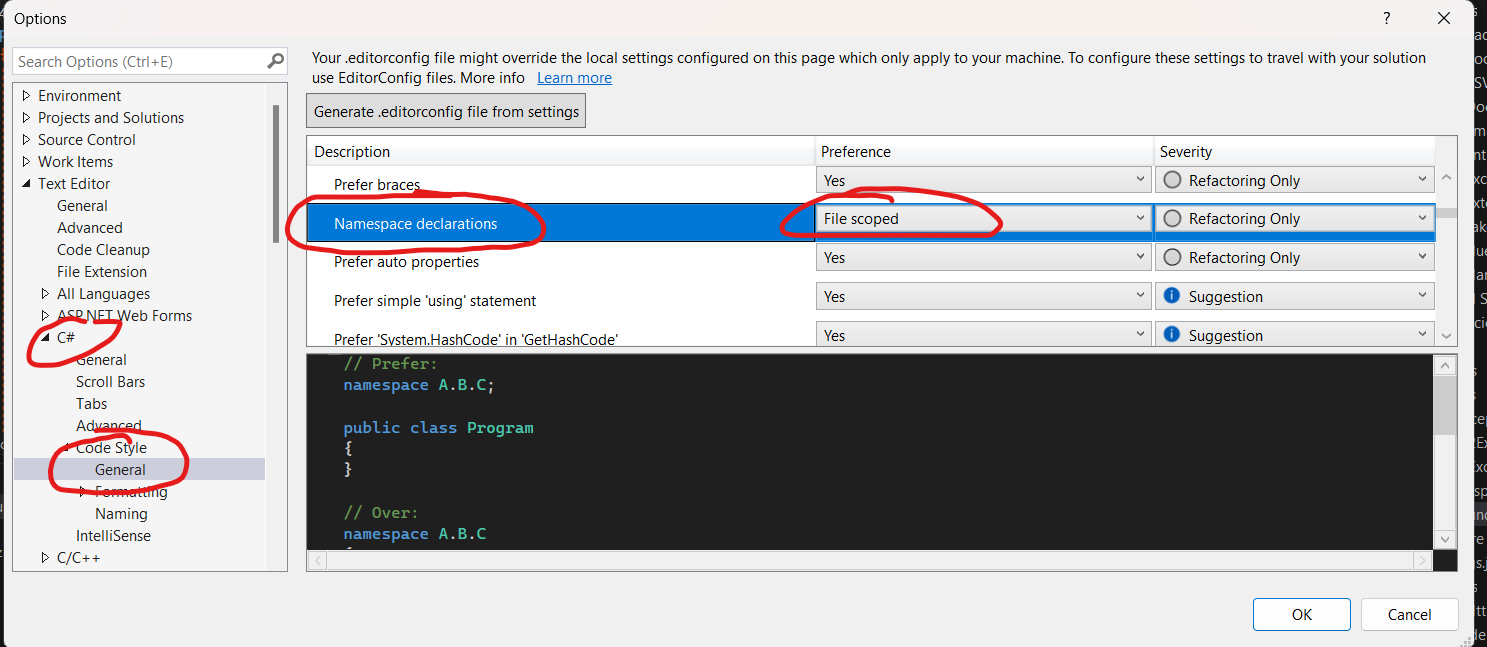 Options
?
Search Options (Ctrl+E)
Environment
Projects and Solutions
Source Control
Work Items
Text Editor
General
Advanced
Code Cleanup
File Extension
All Languages
ASP.NET Web Forms
C#
General
Scroll Bars
Tabs
Advanced
Code Style
General
Formatting
Naming
IntelliSense
C/C++
Your .editorconfig file might override the local settings configured on this page which only apply to your machine. To configure these settings to travel with your solution
use EditorConfig files. More info Learn more
Generate .editorconfig file from settings
Description Preference Severity
Prefer braces Yes Refactoring Only
Namespace declarations File scoped Refactoring Only
Prefer auto properties Yes Refactoring Only
Prefer simple 'using' statement Yes Suggestion
Prefer 'System.HashCode' in 'GetHashCode' Yes Suggestion
// Prefer:
namespace A.B.C;
public class Program
{
}
// Over:
namespace A.B.C
OK Cancel